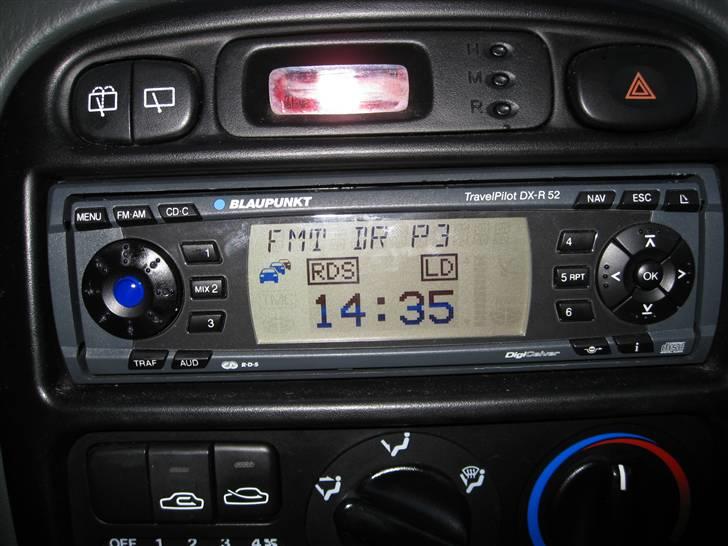 H
M
R
BLAUPUNKT
TravelPilot DX-R 52
MENU FM·AM CD·C
NAV ESC
FMT DR P3
1
4
RDS LD
MIX 2
5 RPT
OK
14:35
3
6
TRAF AUD
R·D·S
DigiCeiver
i
OFF 1 2 3 4